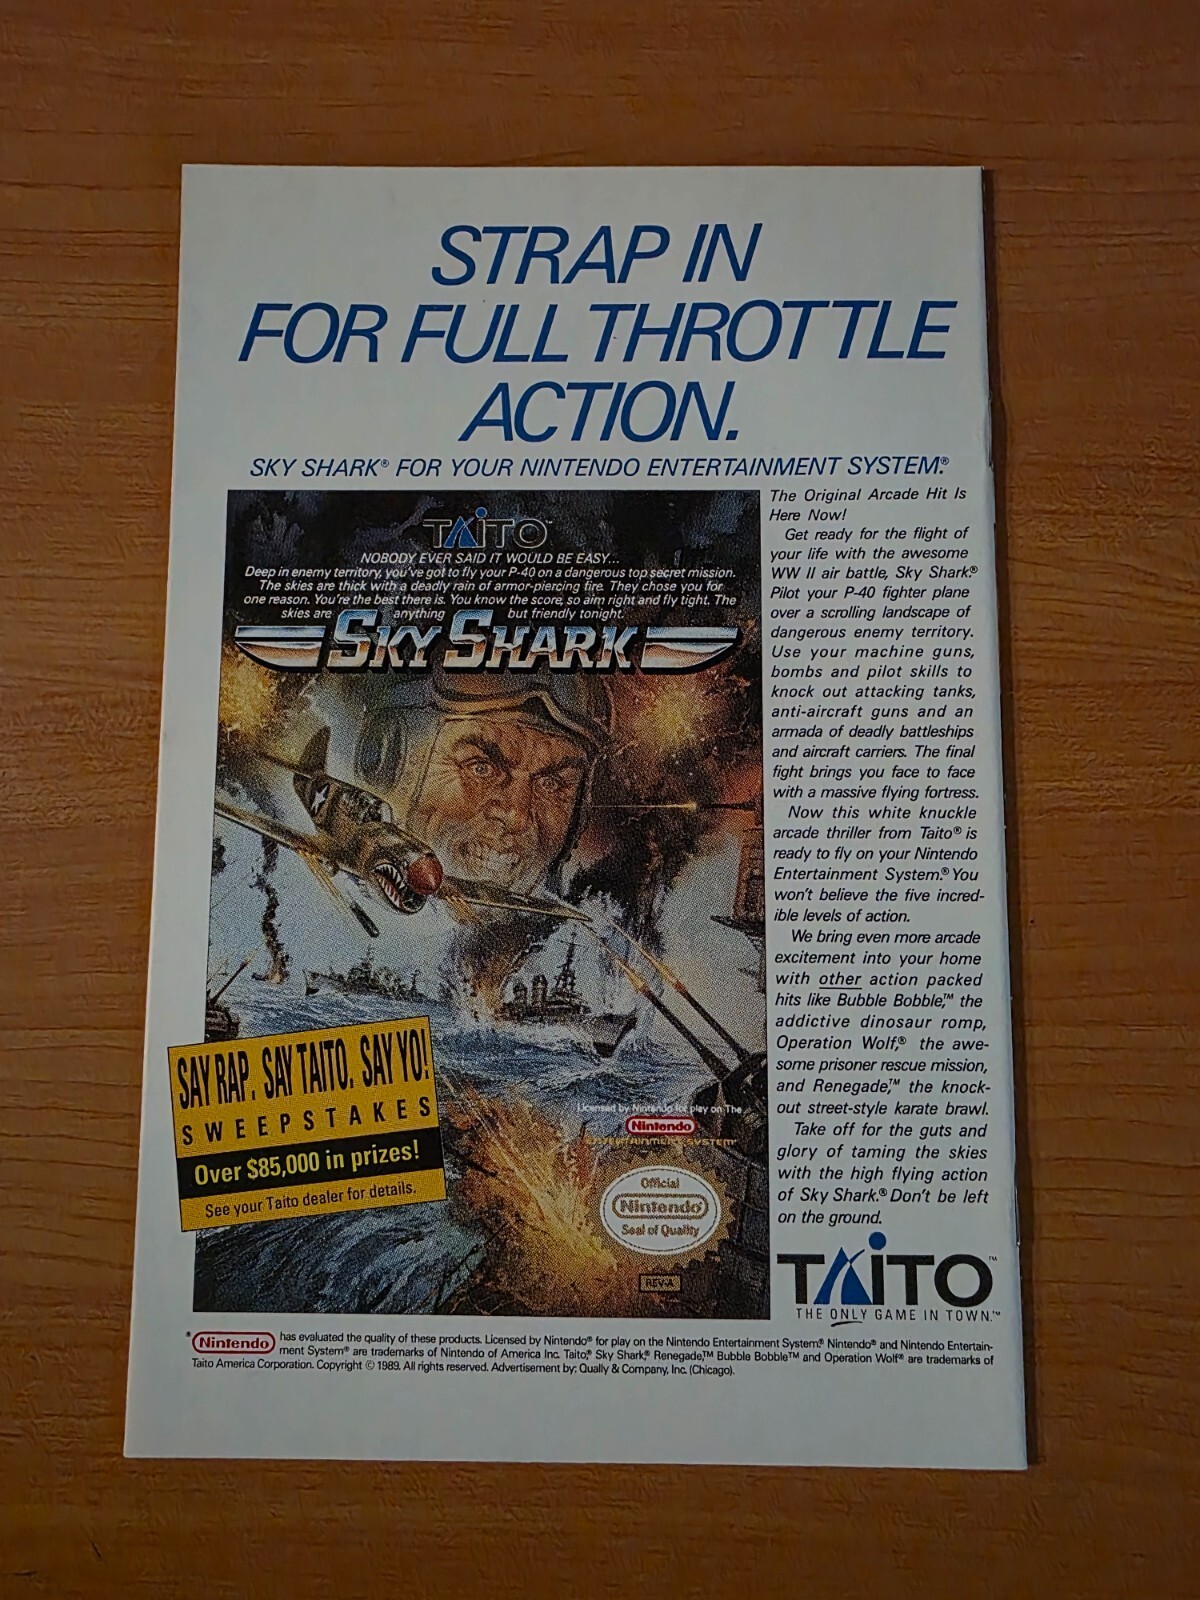 STRAP IN
FOR FULL THROTTLE
ACTION.
SKY SHARK® FOR YOUR NINTENDO ENTERTAINMENT SYSTEM.®
TAITO™
NOBODY EVER SAID IT WOULD BE EASY...
Deep in enemy territory, you've got to fly your P-40 on a dangerous top secret mission.
The skies are thick with a deadly rain of armor-piercing fire. They chose you for
one reason. You're the best there is. You know the score, so aim right and fly tight. The
skies are anything but friendly tonight.
SKY SHARK
SAY RAP. SAY TAITO. SAY YO!
SWEEPSTAKES
Over $85,000 in prizes!
See your Taito dealer for details.
Licensed by Nintendo for play on The
Nintendo
ENTERTAINMENT SYSTEM
Official
Nintendo
Seal of Quality
REV-A
The Original Arcade Hit Is
Here Now!
Get ready for the flight of
your life with the awesome
WW II air battle, Sky Shark.®
Pilot your P-40 fighter plane
over a scrolling landscape of
dangerous enemy territory.
Use your machine guns,
bombs and pilot skills to
knock out attacking tanks,
anti-aircraft guns and an
armada of deadly battleships
and aircraft carriers. The final
fight brings you face to face
with a massive flying fortress.
Now this white knuckle
arcade thriller from Taito® is
ready to fly on your Nintendo
Entertainment System.® You
won't believe the five incred-
ible levels of action.
We bring even more arcade
excitement into your home
with other action packed
hits like Bubble Bobble,™ the
addictive dinosaur romp,
Operation Wolf,® the awe-
some prisoner rescue mission,
and Renegade,™ the knock-
out street-style karate brawl.
Take off for the guts and
glory of taming the skies
with the high flying action
of Sky Shark.® Don't be left
on the ground.
TAITO™
THE ONLY GAME IN TOWN.™
* Nintendo has evaluated the quality of these products. Licensed by Nintendo® for play on the Nintendo Entertainment System.® Nintendo® and Nintendo Entertain-
ment System® are trademarks of Nintendo of America Inc. Taito,® Sky Shark,® Renegade,™ Bubble Bobble™ and Operation Wolf® are trademarks of
Taito America Corporation. Copyright © 1989. All rights reserved. Advertisement by: Qually & Company, Inc. (Chicago).